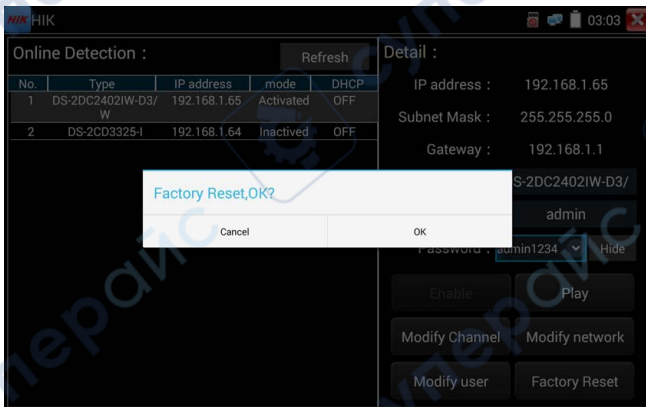 HIK HIK 03:03
Online Detection : Refresh
No. Type IP address mode DHCP
1 DS-2DC2402IW-D3/ 192.168.1.65 Activated OFF
W
2 DS-2CD3325-I 192.168.1.64 Inactived OFF
Detail :
IP address : 192.168.1.65
Subnet Mask : 255.255.255.0
Gateway : 192.168.1.1
S-2DC2402IW-D3/
admin
Password : admin1234 Hide
Factory Reset,OK?
Cancel OK
Enable Play
Modify Channel Modify network
Modify user Factory Reset
суперайс